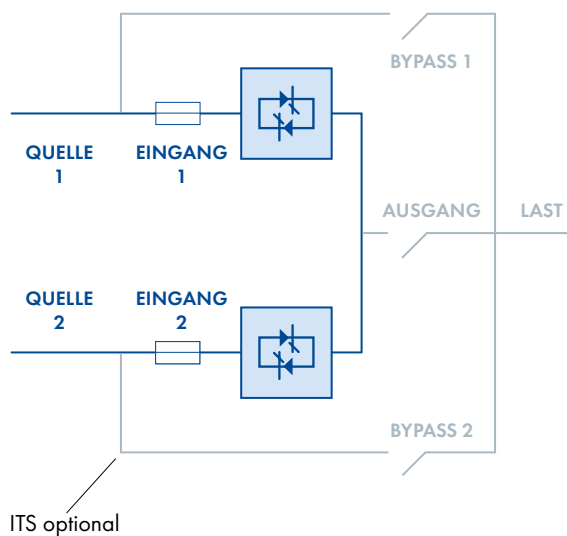 BYPASS 1
QUELLE
1
EINGANG
1
AUSGANG
LAST
QUELLE
2
EINGANG
2
BYPASS 2
ITS optional